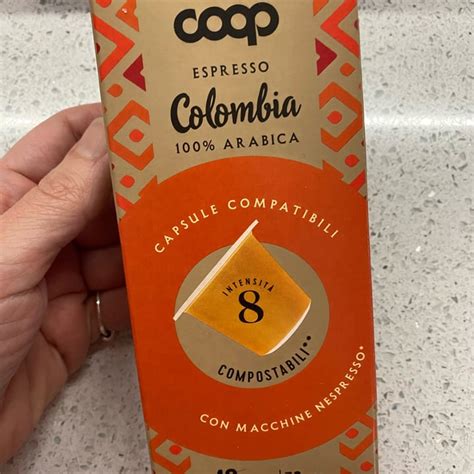 coop
ESPRESSO
Colombia
100% ARABICA
CAPSULE COMPATIBILI
INTENSITÀ
8
COMPOSTABILI**
CON MACCHINE NESPRESSO*